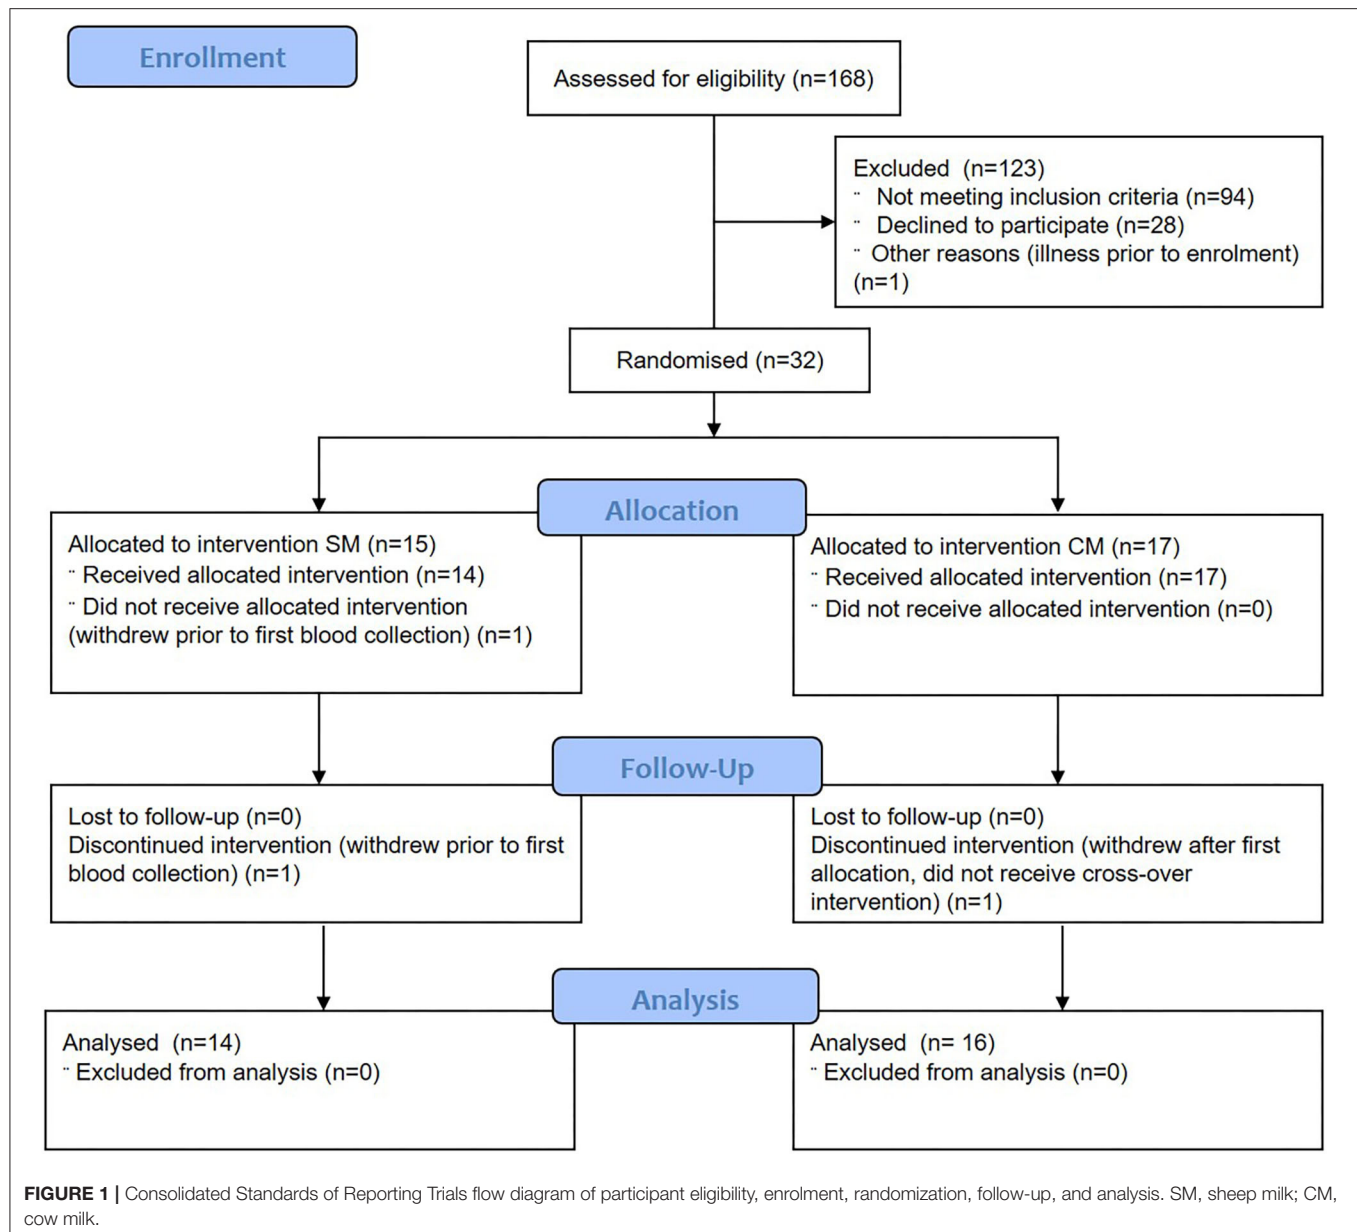 Enrollment
Assessed for eligibility (n=168)
Excluded (n=123)
¨ Not meeting inclusion criteria (n=94)
¨ Declined to participate (n=28)
¨ Other reasons (illness prior to enrolment)
(n=1)
Randomised (n=32)
Allocation
Allocated to intervention SM (n=15)
¨ Received allocated intervention (n=14)
¨ Did not receive allocated intervention
(withdrew prior to first blood collection) (n=1)
Allocated to intervention CM (n=17)
¨ Received allocated intervention (n=17)
¨ Did not receive allocated intervention (n=0)
Follow-Up
Lost to follow-up (n=0)
Discontinued intervention (withdrew prior to first
blood collection) (n=1)
Lost to follow-up (n=0)
Discontinued intervention (withdrew after first
allocation, did not receive cross-over
intervention) (n=1)
Analysis
Analysed (n=14)
¨ Excluded from analysis (n=0)
Analysed (n= 16)
¨ Excluded from analysis (n=0)
FIGURE 1 | Consolidated Standards of Reporting Trials flow diagram of participant eligibility, enrolment, randomization, follow-up, and analysis. SM, sheep milk; CM,
cow milk.